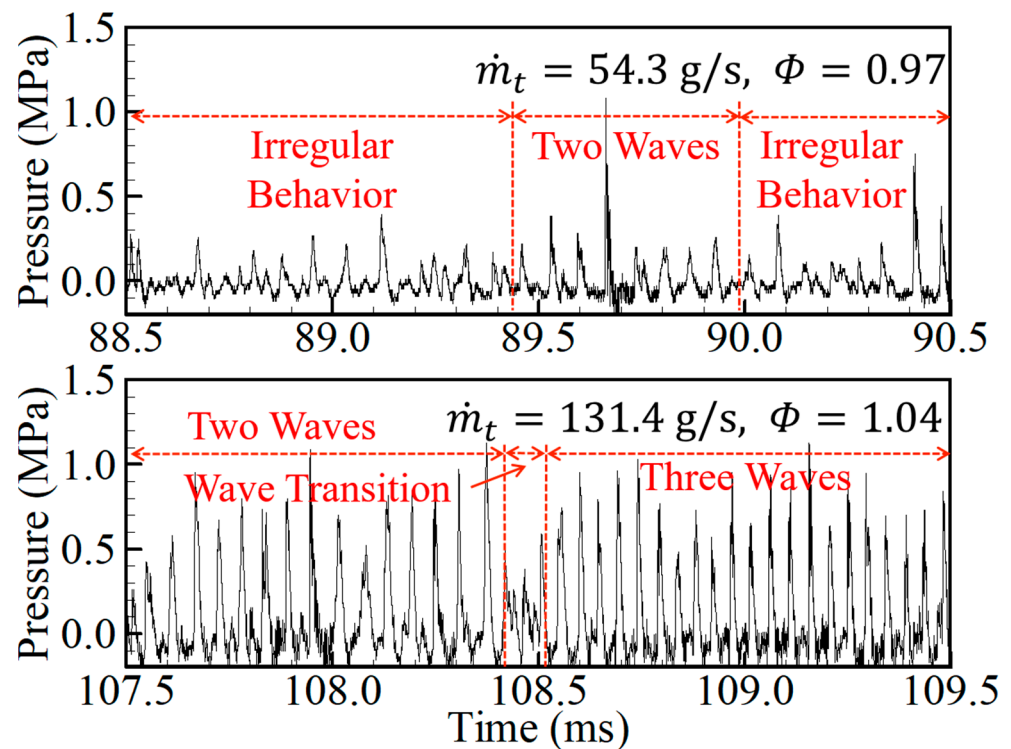 1.5
ṁt = 54.3 g/s, Φ = 0.97
1.0
Irregular Behavior
Two Waves
Irregular Behavior
0.5
0.0
Pressure (MPa)
88.5 89.0 89.5 90.0 90.5
1.5
Two Waves
ṁt = 131.4 g/s, Φ = 1.04
1.0
Wave Transition
Three Waves
0.5
0.0
Pressure (MPa)
107.5 108.0 108.5 109.0 109.5
Time (ms)